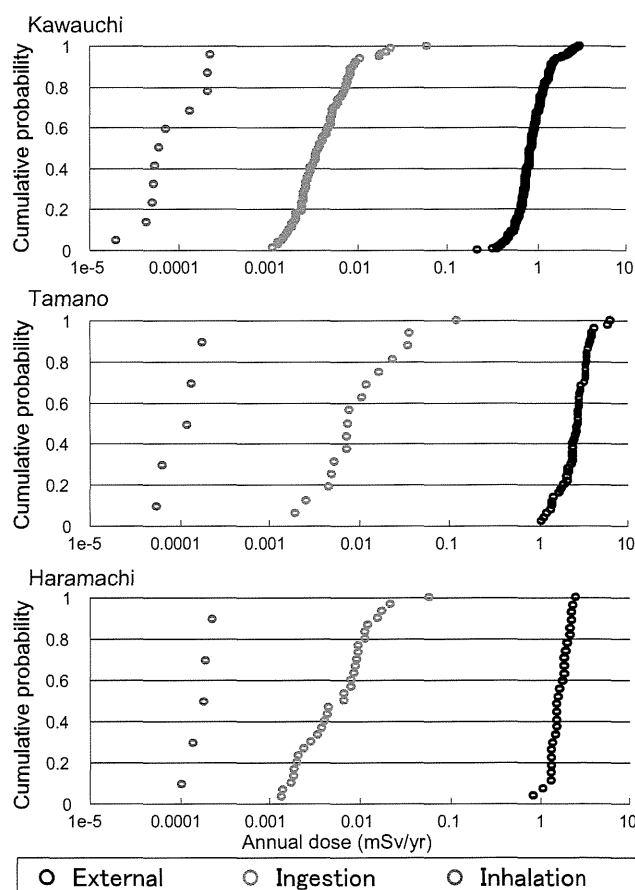 Kawauchi
Cumulative probability
1
0.8
0.6
0.4
0.2
0
1e-5 0.0001 0.001 0.01 0.1 1 10
Tamano
Cumulative probability
1
0.8
0.6
0.4
0.2
0
1e-5 0.0001 0.001 0.01 0.1 1 10
Haramachi
Cumulative probability
1
0.8
0.6
0.4
0.2
0
1e-5 0.0001 0.001 0.01 0.1 1 10
Annual dose (mSv/yr)
External Ingestion Inhalation